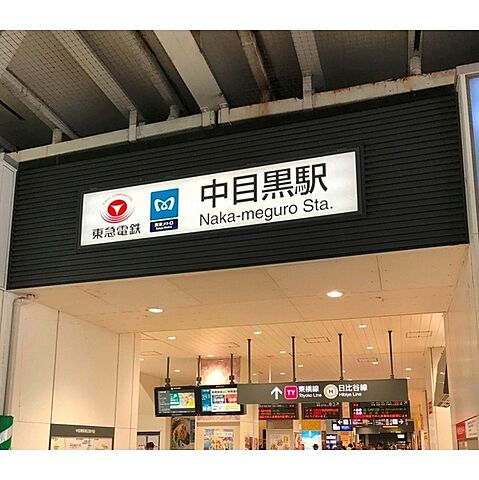 東急電鉄
東京メトロ
中目黒駅
Naka-meguro Sta.
↑ TY 東横線 日比谷線
Toyoko Line Hibiya Line